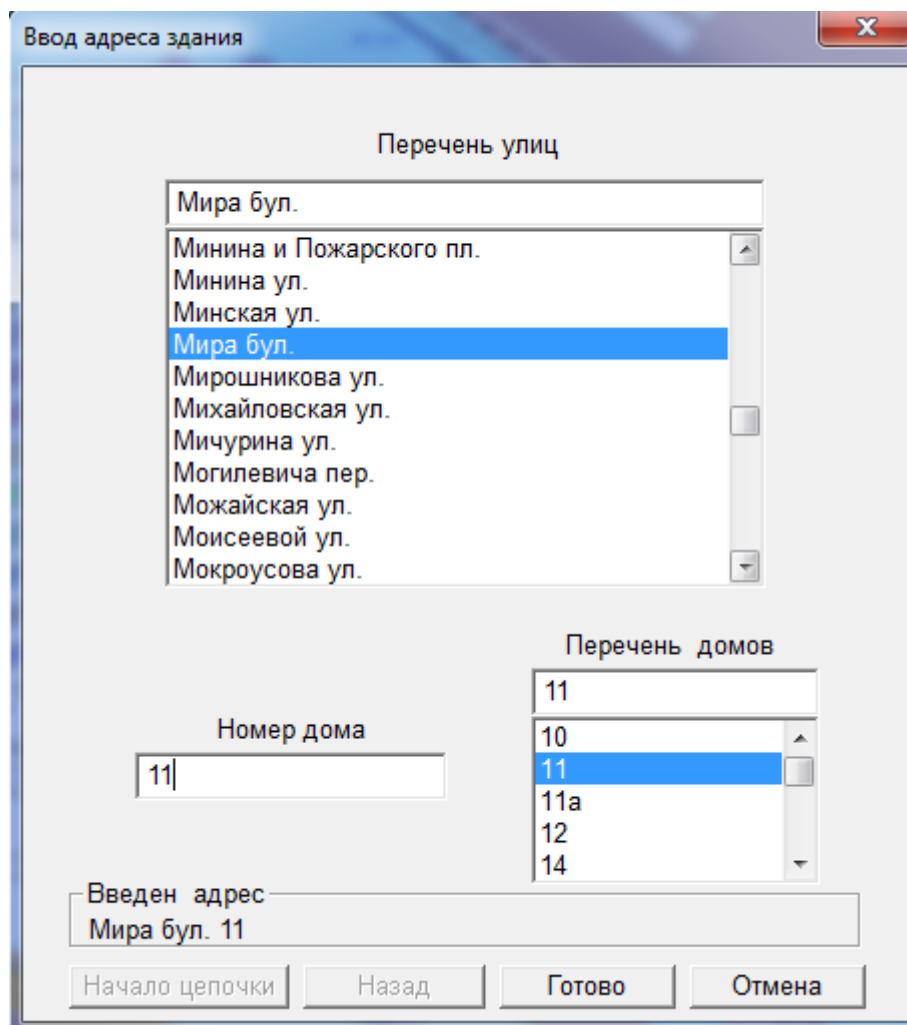 Ввод адреса здания
Перечень улиц
Мира бул.
Минина и Пожарского пл.
Минина ул.
Минская ул.
Мира бул.
Мирошникова ул.
Михайловская ул.
Мичурина ул.
Могилевича пер.
Можайская ул.
Моисеевой ул.
Мокроусова ул.
Перечень домов
11
Номер дома
11
10
11
11а
12
14
Введен адрес
Мира бул. 11
Начало цепочки Назад Готово Отмена